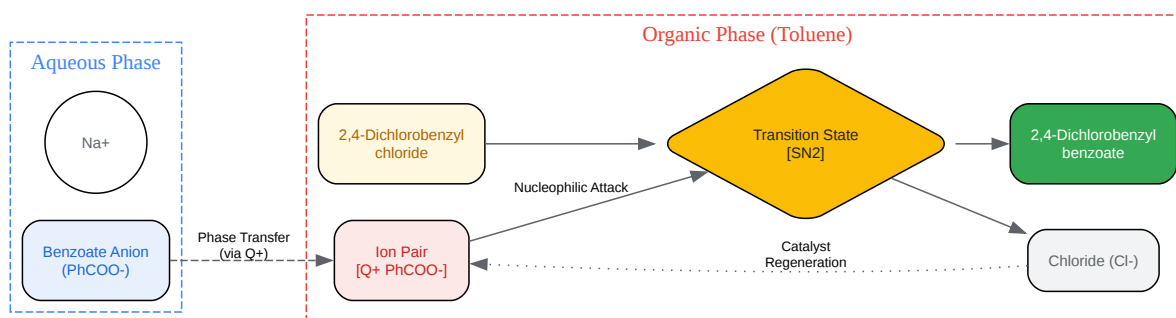 Aqueous Phase
Na+
Benzoate Anion
(PhCOO-)
Phase Transfer
(via Q+)
Organic Phase (Toluene)
2,4-Dichlorobenzyl
chloride
Transition State
[SN2]
2,4-Dichlorobenzyl
benzoate
Nucleophilic Attack
Ion Pair
[Q+ PhCOO-]
Catalyst
Regeneration
Chloride (Cl-)